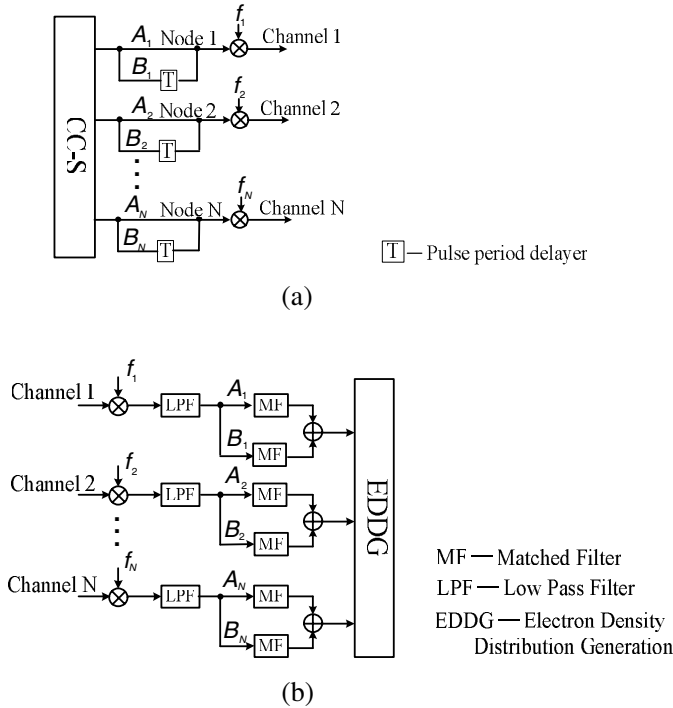 f1
A1 Node 1 Channel 1
B1 T
f2
A2 Node 2 Channel 2
B2 T
CC-S
fN
AN Node N Channel N
BN T
T — Pulse period delayer
(a)
f1
Channel 1 LPF A1 MF
B1 MF
f2
Channel 2 LPF A2 MF
B2 MF
fN
Channel N LPF AN MF
BN MF
EDDG
MF — Matched Filter
LPF — Low Pass Filter
EDDG — Electron Density
Distribution Generation
(b)